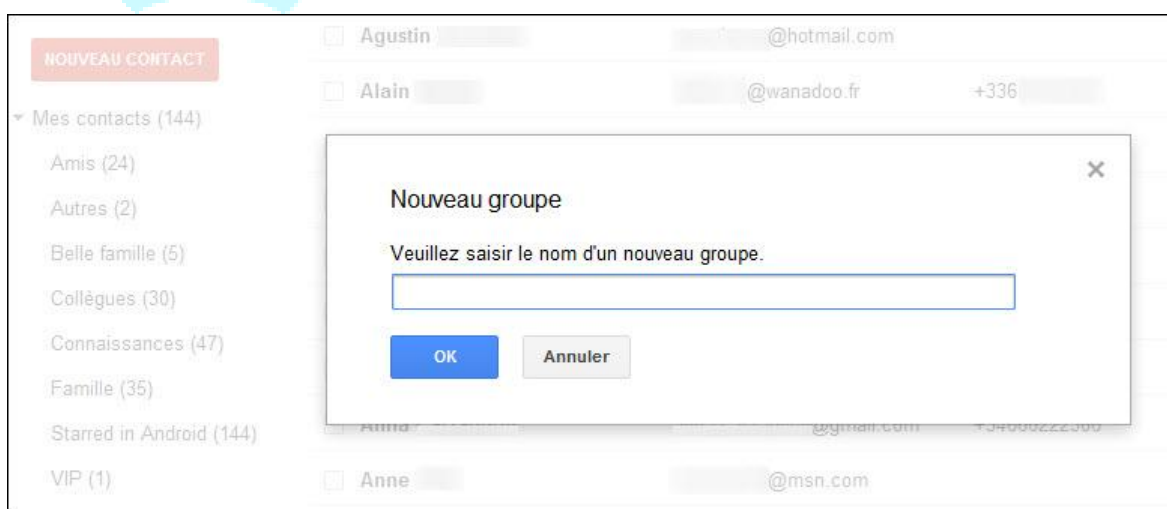 Agustin @hotmail.com
NOUVEAU CONTACT
Alain @wanadoo.fr +336
Mes contacts (144)
Amis (24)
Nouveau groupe
Autres (2)
Veuillez saisir le nom d'un nouveau groupe.
Belle famille (5)
Collègues (30)
Connaissances (47)
OK Annuler
Famille (35)
Starred in Android (144) @gmail.com
VIP (1) Anne @msn.com